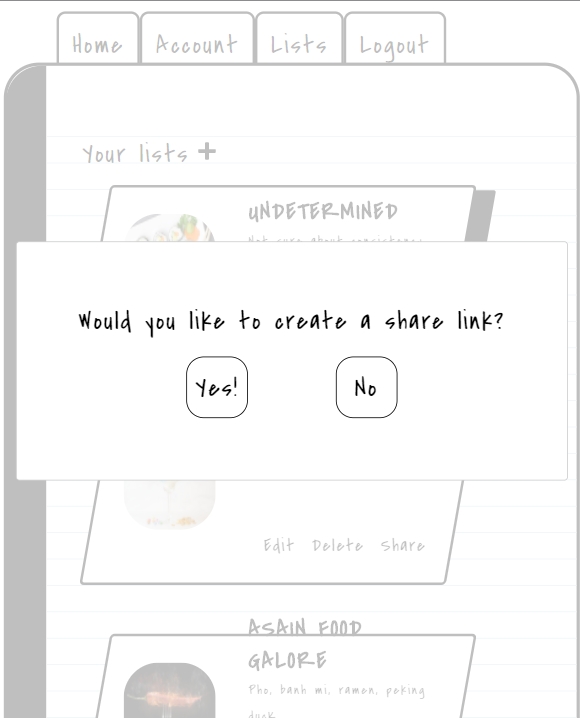 Home Account Lists Logout
Your lists +
UNDETERMINED
Not sure about consistency
Would you like to create a share link?
Yes! No
Edit Delete Share
ASAIN FOOD
GALORE
Pho, banh mi, ramen, peking
duck